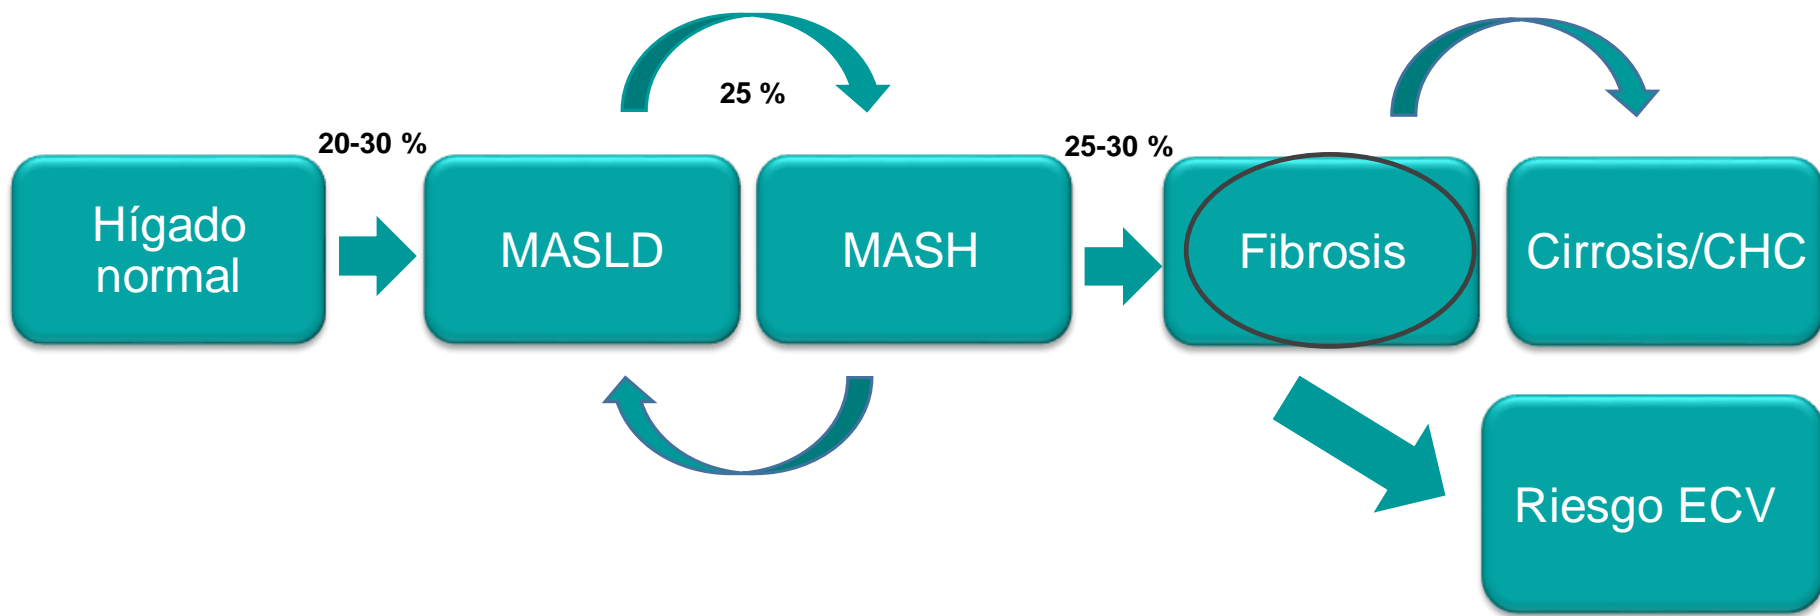 25 %
20-30 %
25-30 %
Hígado
normal
MASLD
MASH
Fibrosis
Cirrosis/CHC
Riesgo ECV